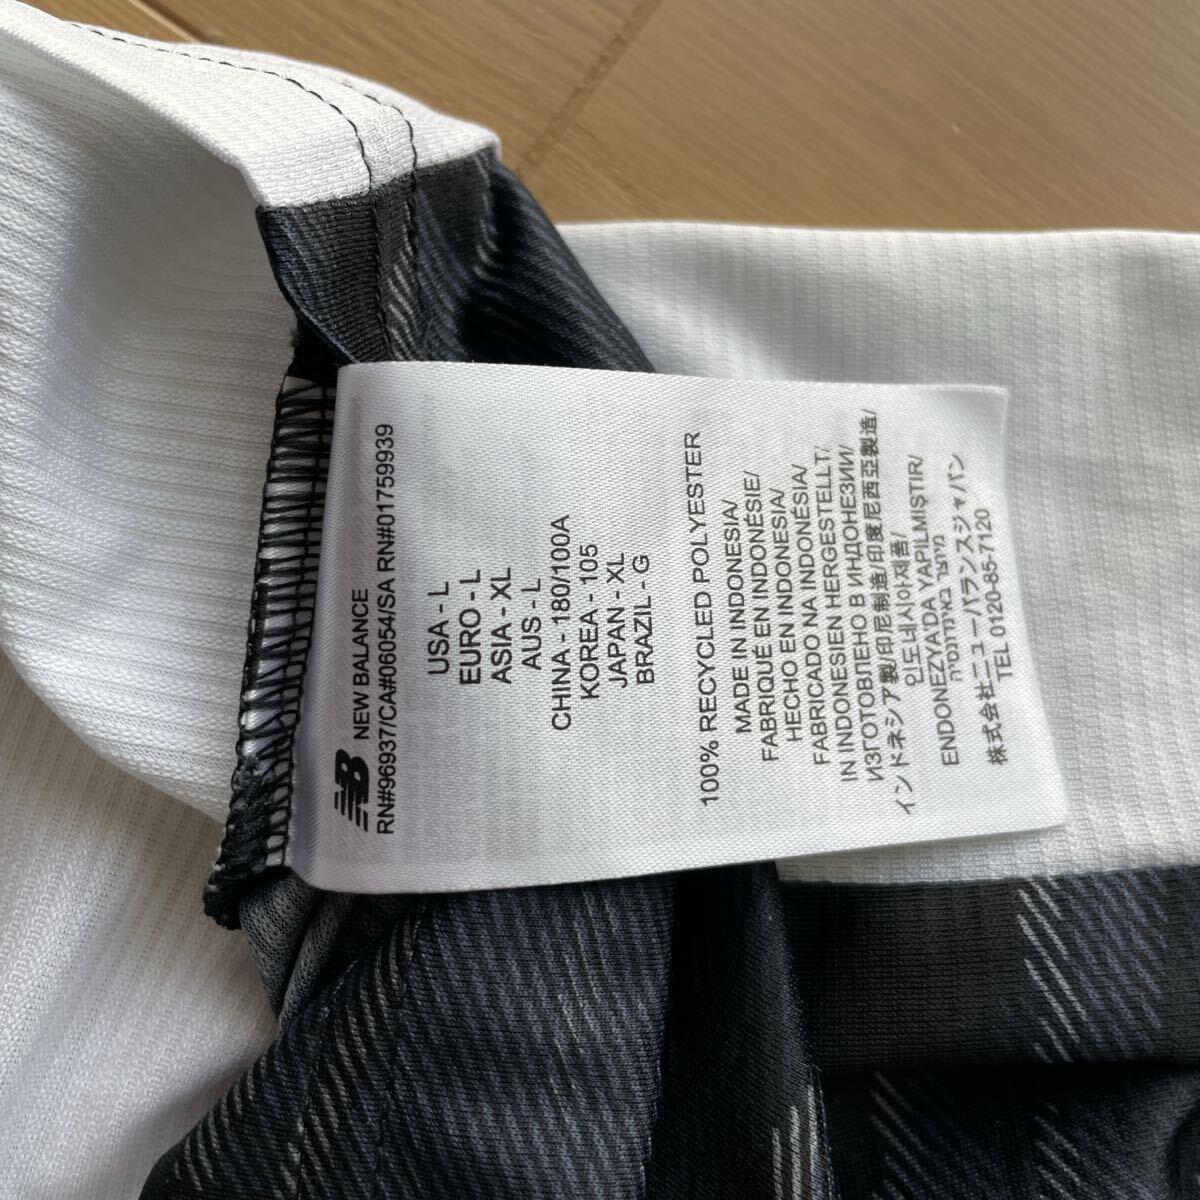 NB NEW BALANCE
RN#96937/CA#06054/SA RN#01759939
USA - L
EURO - L
ASIA - XL
AUS - L
CHINA - 180/100A
KOREA - 105
JAPAN - XL
BRAZIL - G
100% RECYCLED POLYESTER
MADE IN INDONESIA/
FABRIQUÉ EN INDONÉSIE/
HECHO EN INDONESIA/
FABRICADO NA INDONÉSIA/
IN INDONESIEN HERGESTELLT/
ИЗГОТОВЛЕНО В ИНДОНЕЗИИ/
インドネシア製/印尼制造/印度尼西亞製造/
인도네시아제품/
ENDONEZYA'DA YAPILMIŞTIR/
מיוצר באינדונסיה
株式会社ニューバランスジャパン
TEL 0120-85-7120